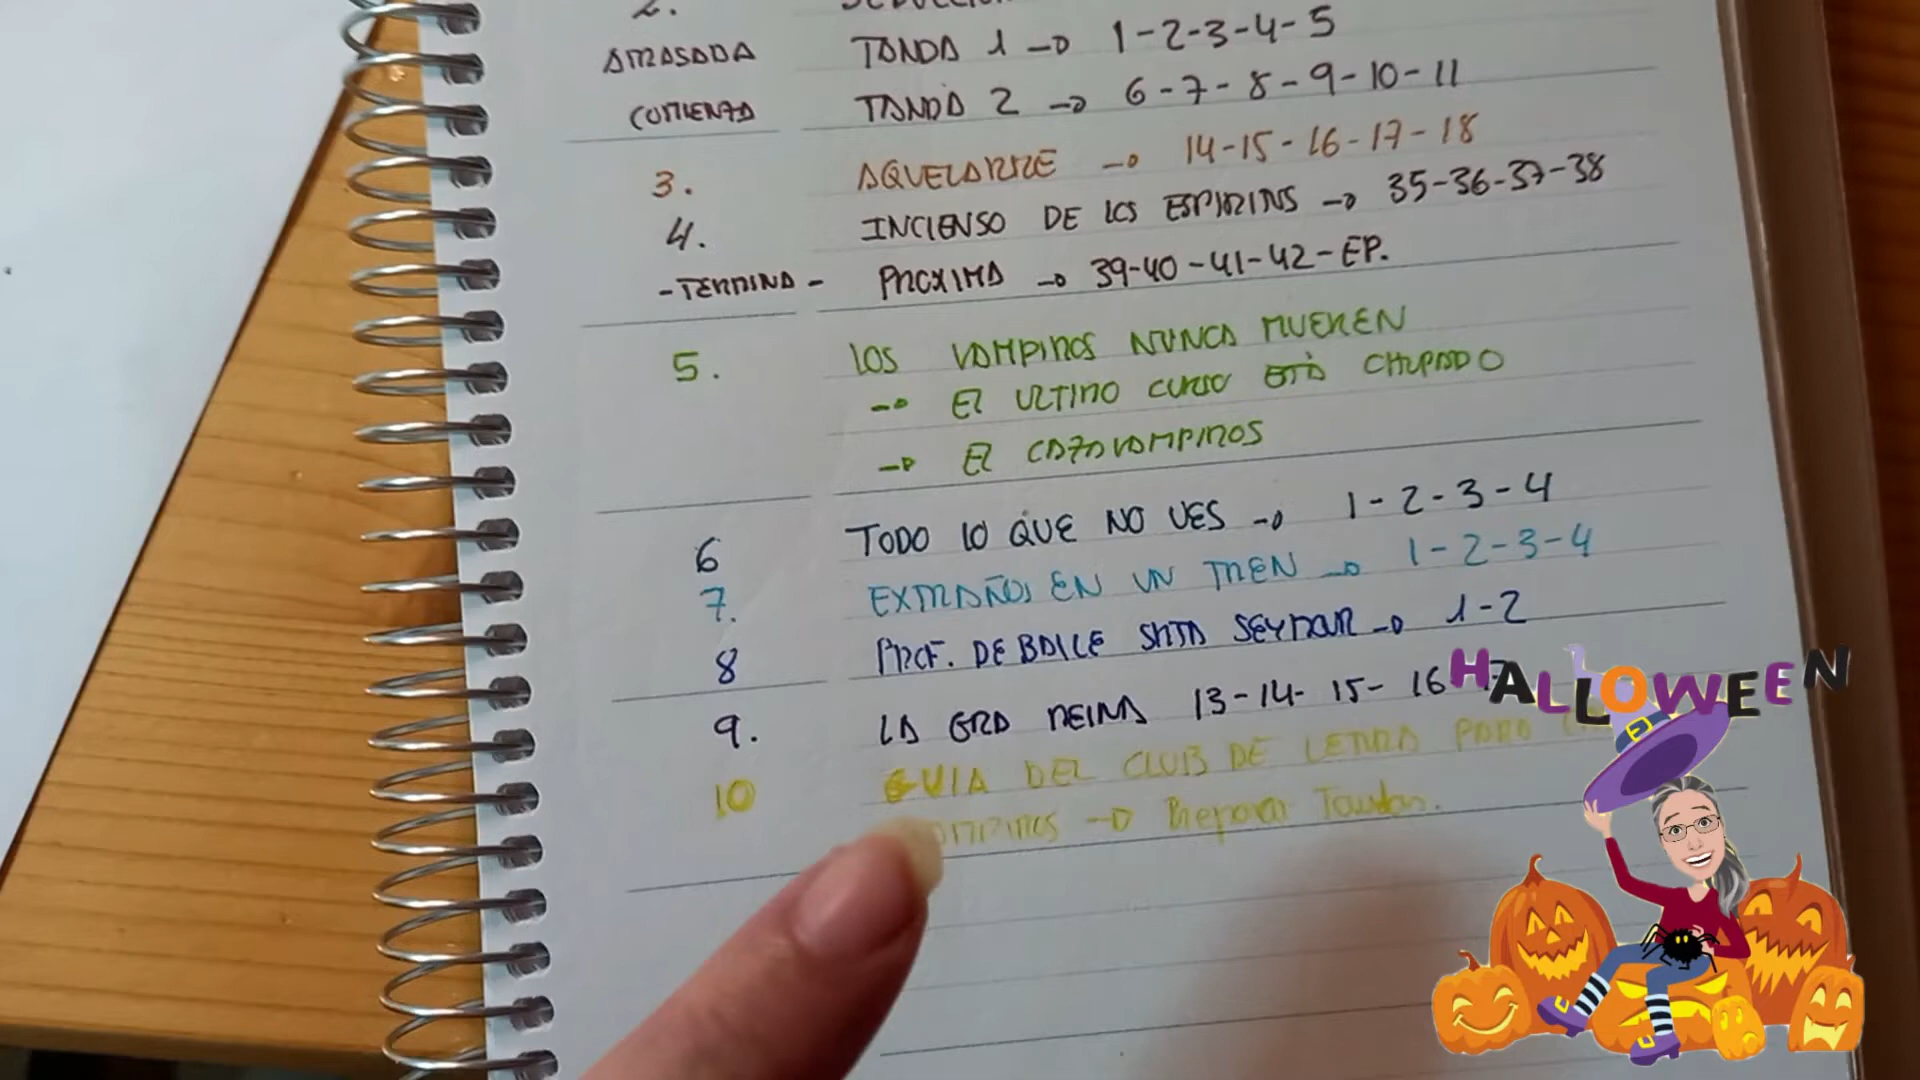 2.
ATRASADA TANDA 1 → 1-2-3-4-5
COMIENZA TANDA 2 → 6-7-8-9-10-11
3. AQUELARRE → 14-15-16-17-18
4. INCIENSO DE LOS ESPIRITUS → 35-36-37-38
-TERMINA- PROXIMA → 39-40-41-42-EP.
5. LOS VAMPIROS NUNCA MUEREN
→ EL ULTIMO CURSO ESTÁ CHUPADO
→ EL CAZAVAMPIROS
6 TODO LO QUE NO VES → 1-2-3-4
7. EXTRAÑOS EN UN TREN → 1-2-3-4
8 PROF. DE BAILE SRTA SEYMOUR → 1-2
9. LA GRA REINA 13-14-15-16
10 GUIA DEL CLUB DE LECTURA PARA
VAMPIROS → Preparar Tandas.
HALLOWEEN